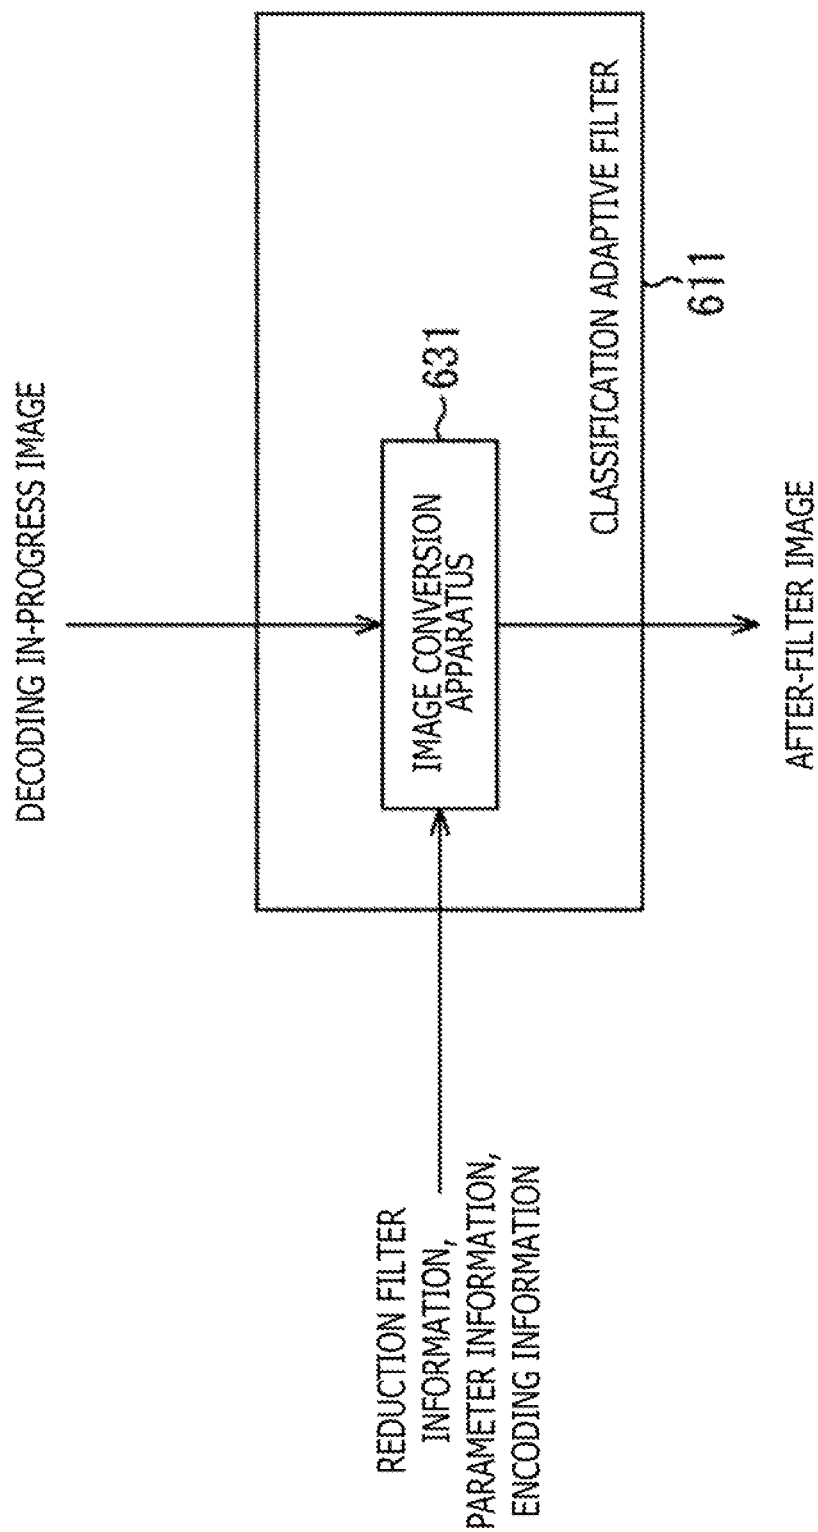 DECODING IN-PROGRESS IMAGE
REDUCTION FILTER
INFORMATION,
PARAMETER INFORMATION,
ENCODING INFORMATION
IMAGE CONVERSION
APPARATUS
631
CLASSIFICATION ADAPTIVE FILTER
611
AFTER-FILTER IMAGE